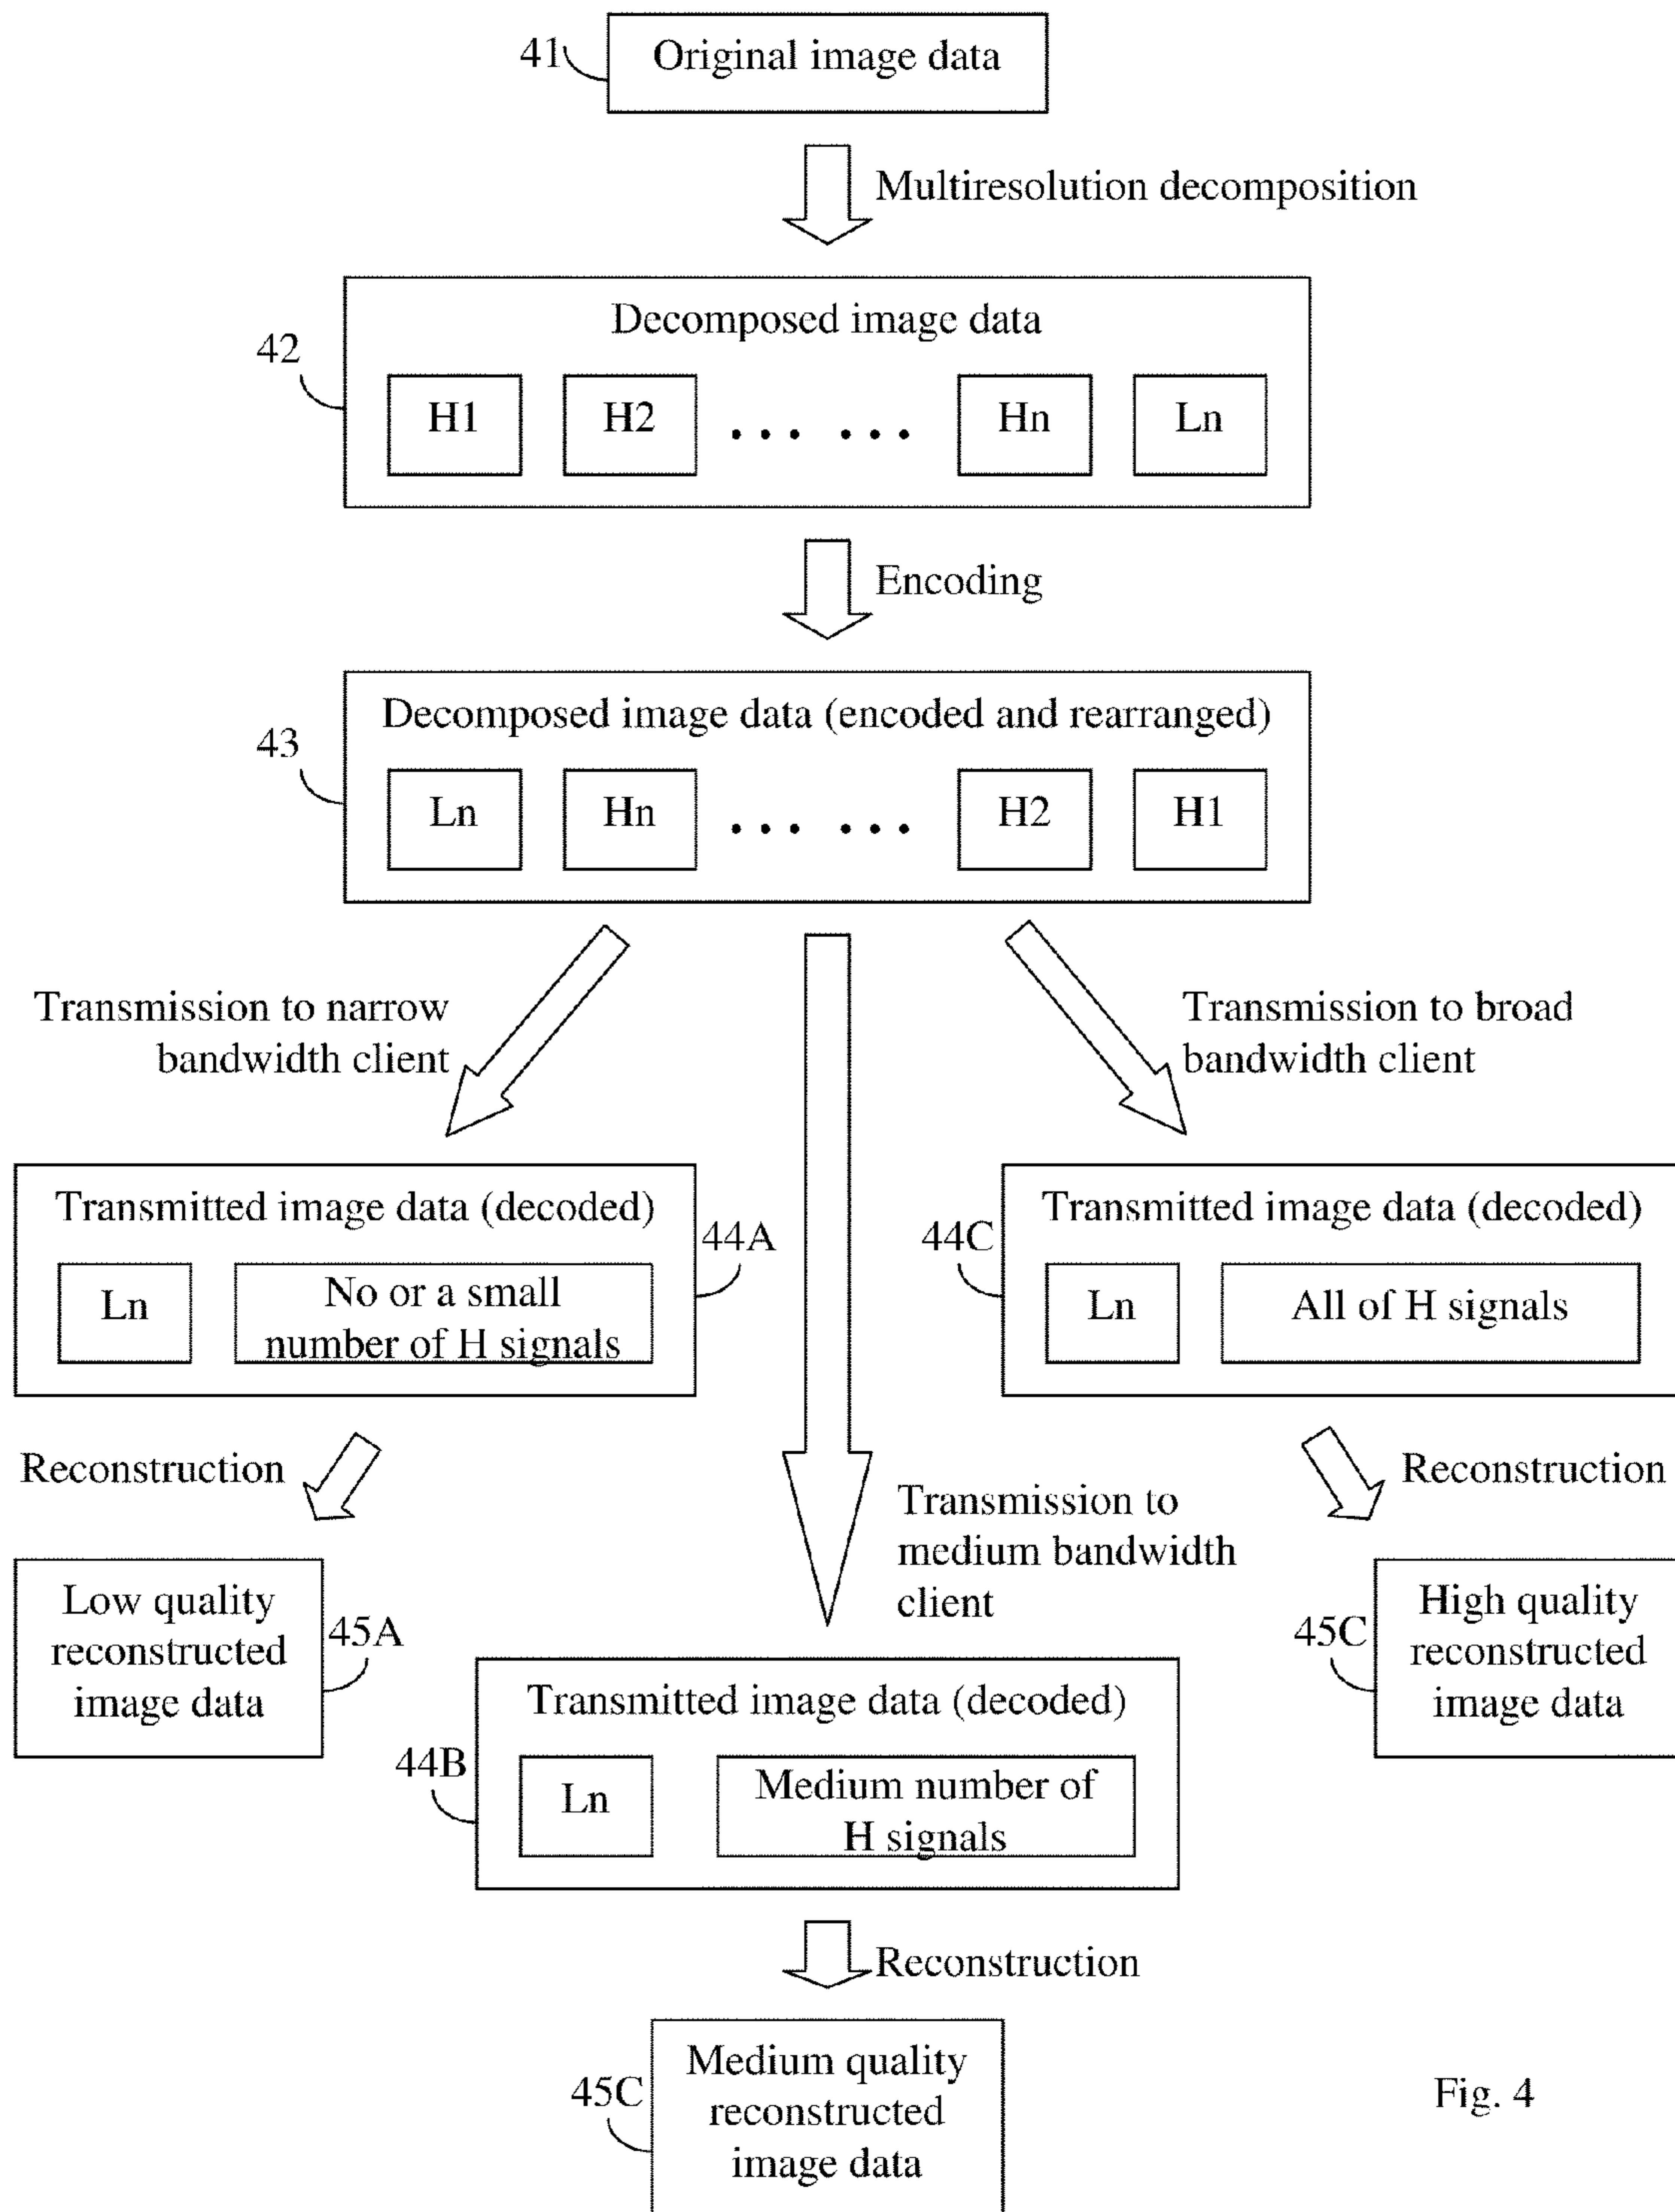 41
Original image data
Multiresolution decomposition
Decomposed image data
42
H1 H2 ... ... Hn Ln
Encoding
Decomposed image data (encoded and rearranged)
43
Ln Hn ... ... H2 H1
Transmission to narrow
bandwidth client
Transmission to broad
bandwidth client
Transmitted image data (decoded)
44A
Ln
No or a small
number of H signals
44C
Transmitted image data (decoded)
Ln
All of H signals
Reconstruction
Reconstruction
Transmission to
medium bandwidth
client
Low quality
reconstructed
image data
45A
45C
High quality
reconstructed
image data
Transmitted image data (decoded)
44B
Ln
Medium number of
H signals
Reconstruction
45C
Medium quality
reconstructed
image data
Fig. 4